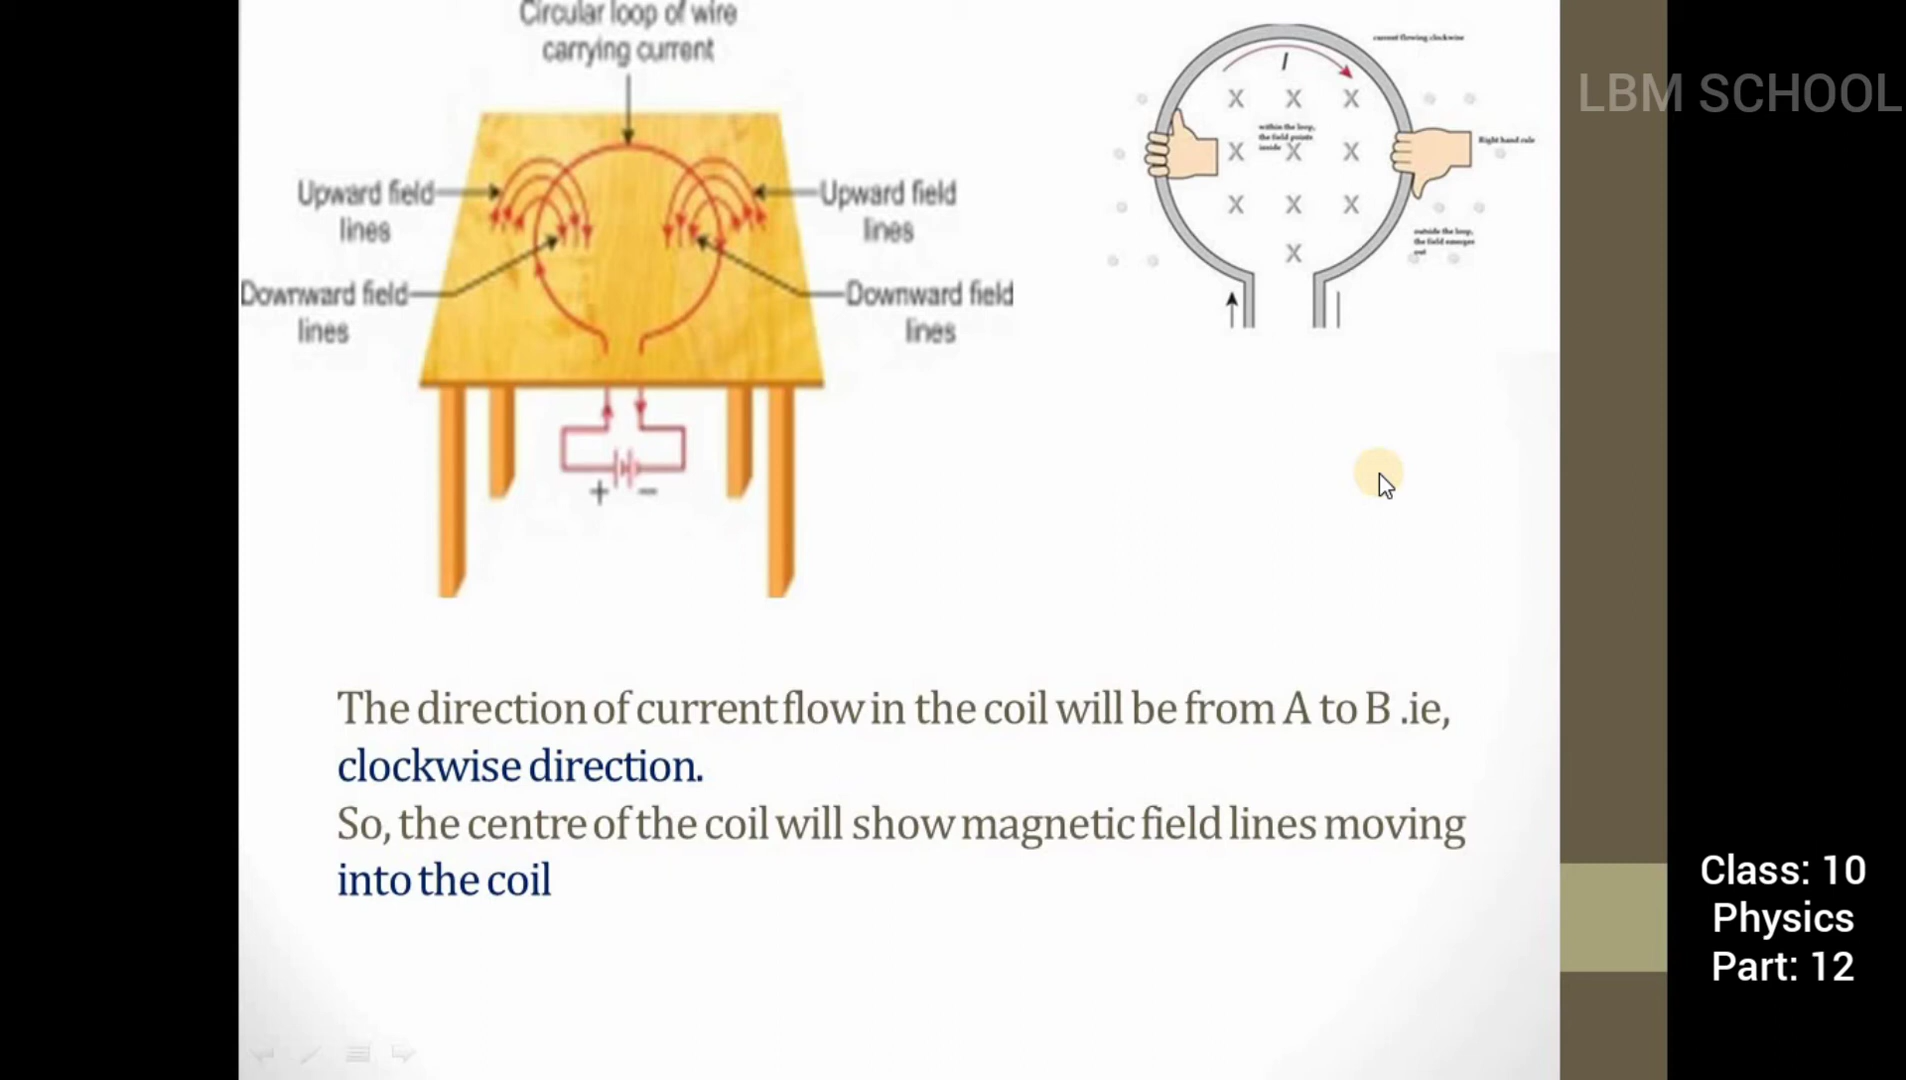 Circular loop of wire
carrying current
Upward field
lines
Downward field
lines
Upward field
lines
Downward field
lines
+ −
current flowing clockwise
I
X X X
within the loop,
the field points
inside
X X X
X X X
X
Right hand rule
outside the loop,
the field emerges
out
LBM SCHOOL
The direction of current flow in the coil will be from A to B .ie,
clockwise direction.
So, the centre of the coil will show magnetic field lines moving
into the coil
Class: 10
Physics
Part: 12